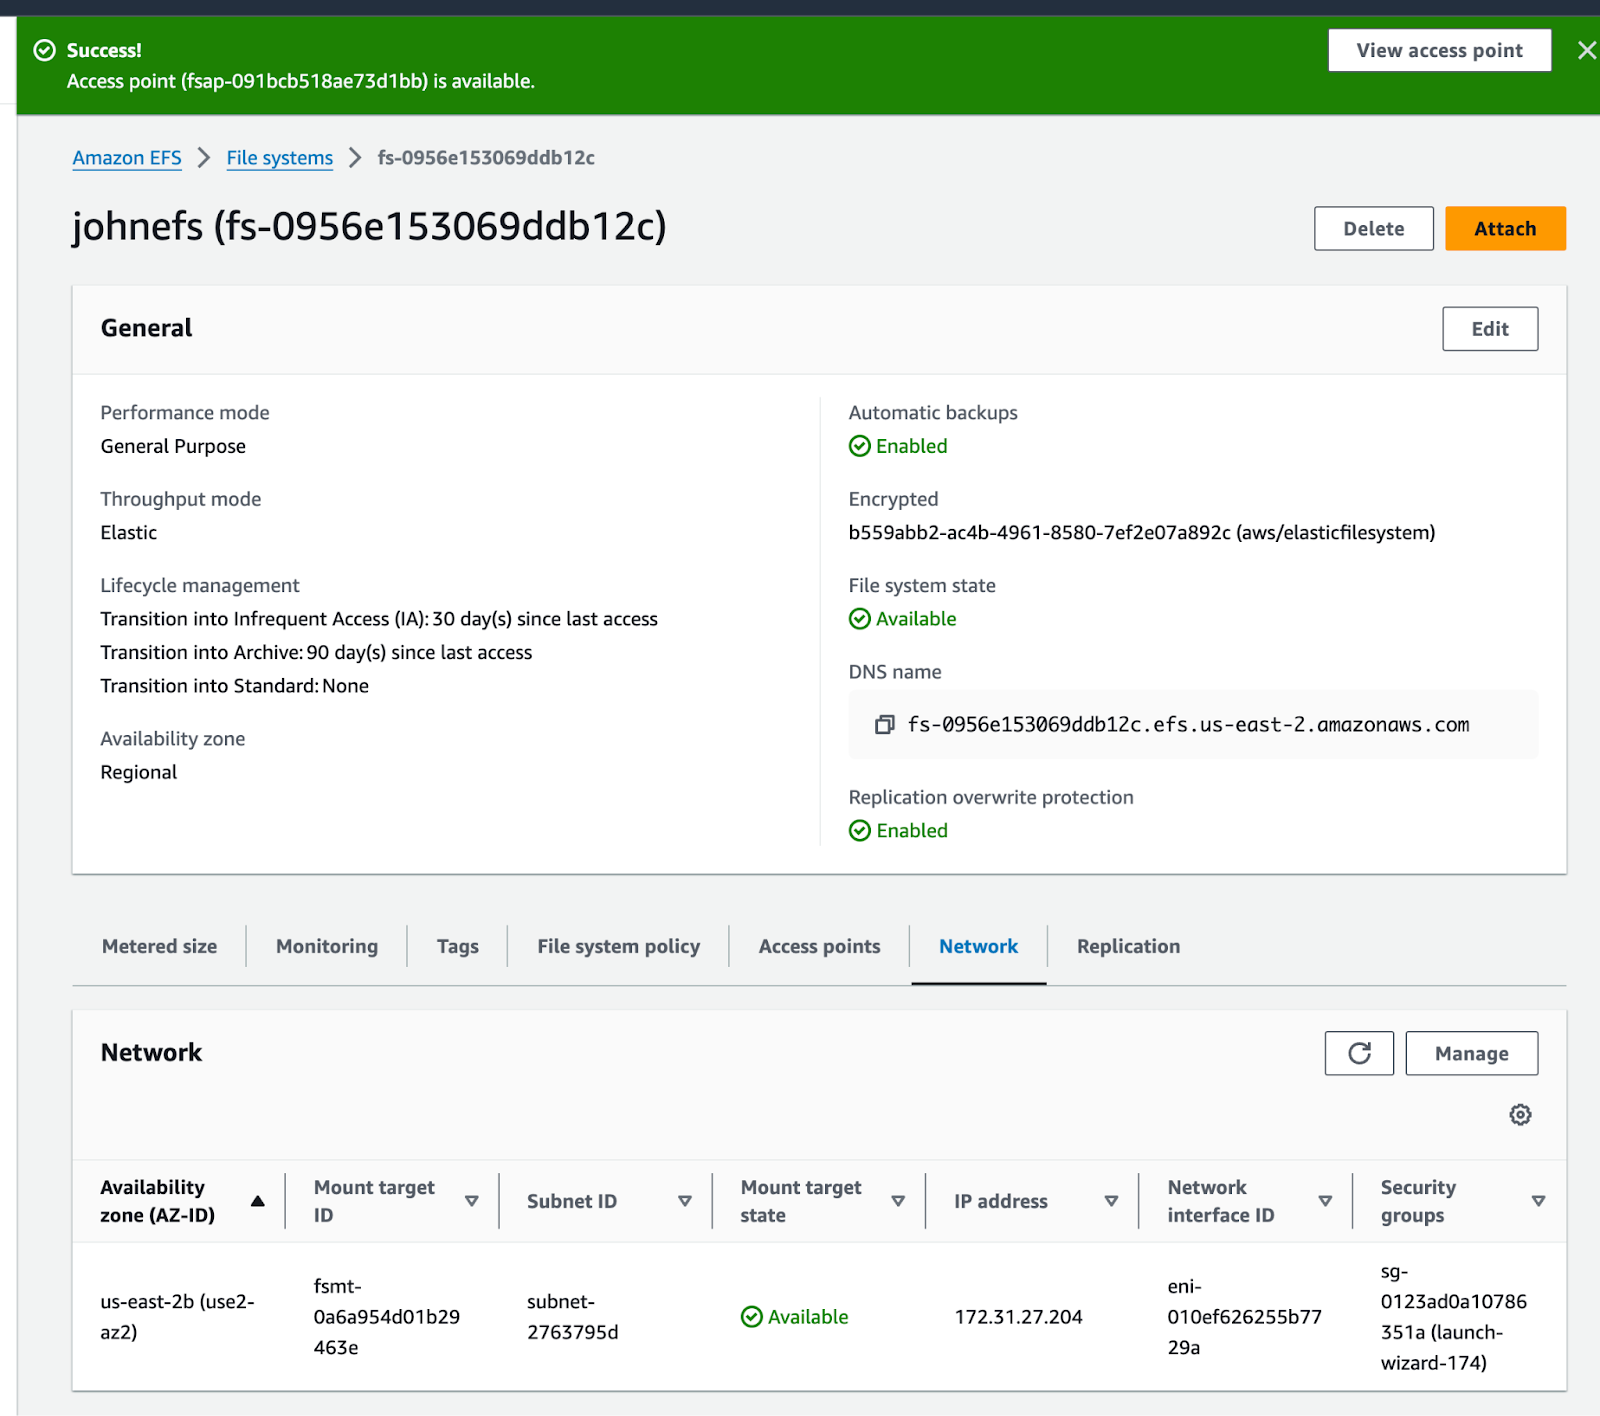 Success!
View access point
Access point (fsap-091bcb518ae73d1bb) is available.
Amazon EFS
File systems
fs-0956e153069ddb12c
johnefs (fs-0956e153069ddb12c)
Delete
Attach
General
Edit
Performance mode
General Purpose
Throughput mode
Elastic
Lifecycle management
Transition into Infrequent Access (IA): 30 day(s) since last access
Transition into Archive: 90 day(s) since last access
Transition into Standard: None
Availability zone
Regional
Automatic backups
Enabled
Encrypted
b559abb2-ac4b-4961-8580-7ef2e07a892c (aws/elasticfilesystem)
File system state
Available
DNS name
fs-0956e153069ddb12c.efs.us-east-2.amazonaws.com
Replication overwrite protection
Enabled
Metered size
Monitoring
Tags
File system policy
Access points
Network
Replication
Network
Manage
Availability
zone (AZ-ID)
Mount target
ID
Subnet ID
Mount target
state
IP address
Network
interface ID
Security
groups
us-east-2b (use2-
az2)
fsmt-
0a6a954d01b29
463e
subnet-
2763795d
Available
172.31.27.204
eni-
010ef626255b77
29a
sg-
0123ad0a10786
351a (launch-
wizard-174)